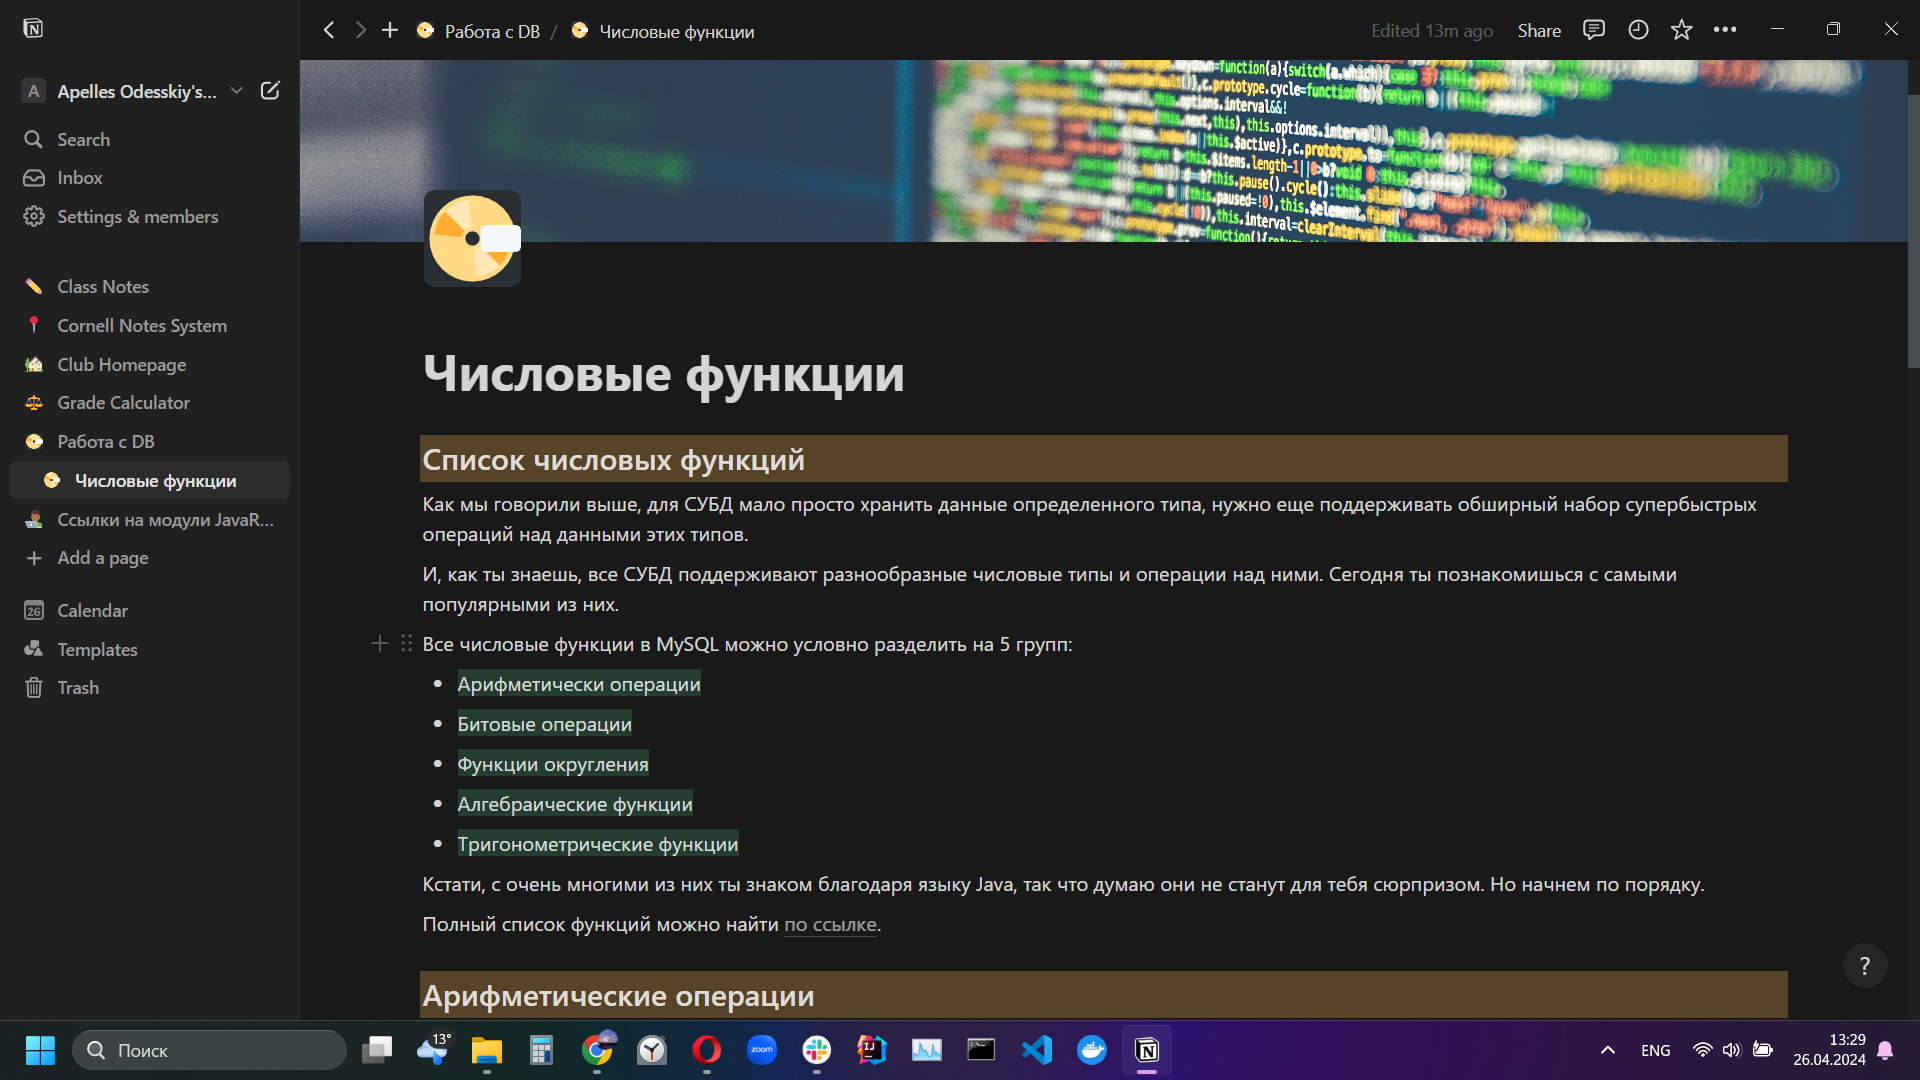 Работа с DB / Числовые функции
Edited 13m ago
Share
A
Apelles Odesskiy's...
Search
Inbox
Settings & members
Class Notes
Cornell Notes System
Club Homepage
Grade Calculator
Работа с DB
Числовые функции
Ссылки на модули JavaR...
Add a page
26
Calendar
Templates
Trash
Числовые функции
Список числовых функций
Как мы говорили выше, для СУБД мало просто хранить данные определенного типа, нужно еще поддерживать обширный набор супербыстрых
операций над данными этих типов.
И, как ты знаешь, все СУБД поддерживают разнообразные числовые типы и операции над ними. Сегодня ты познакомишься с самыми
популярными из них.
Все числовые функции в MySQL можно условно разделить на 5 групп:
• Арифметически операции
• Битовые операции
• Функции округления
• Алгебраические функции
• Тригонометрические функции
Кстати, с очень многими из них ты знаком благодаря языку Java, так что думаю они не станут для тебя сюрпризом. Но начнем по порядку.
Полный список функций можно найти по ссылке.
Арифметические операции
?
Поиск
13°
zoom
IJ
ENG
13:29
26.04.2024